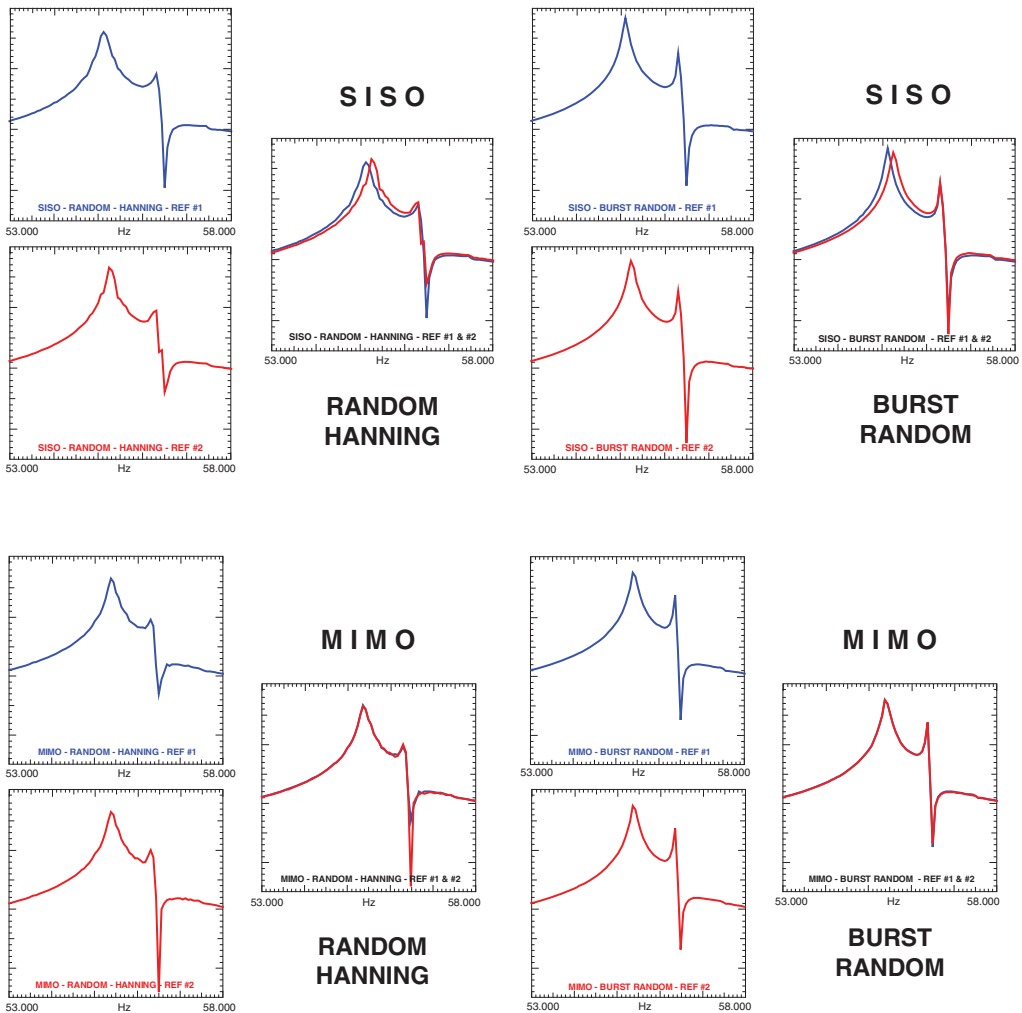 SISO - RANDOM - HANNING - REF #1
53.000 Hz 58.000
SISO
SISO - RANDOM - HANNING - REF #1 & #2
53.000 Hz 58.000
SISO - RANDOM - HANNING - REF #2
53.000 Hz 58.000
RANDOM
HANNING
SISO - BURST RANDOM - REF #1
53.000 Hz 58.000
SISO
SISO - BURST RANDOM - REF #1 & #2
53.000 Hz 58.000
SISO - BURST RANDOM - REF #2
53.000 Hz 58.000
BURST
RANDOM
MIMO - RANDOM - HANNING - REF #1
53.000 Hz 58.000
MIMO
MIMO - RANDOM - HANNING - REF #1 & #2
53.000 Hz 58.000
MIMO - RANDOM - HANNING - REF #2
53.000 Hz 58.000
RANDOM
HANNING
MIMO - BURST RANDOM - REF #1
53.000 Hz 58.000
MIMO
MIMO - BURST RANDOM - REF #1 & #2
53.000 Hz 58.000
MIMO - BURST RANDOM - REF #2
53.000 Hz 58.000
BURST
RANDOM